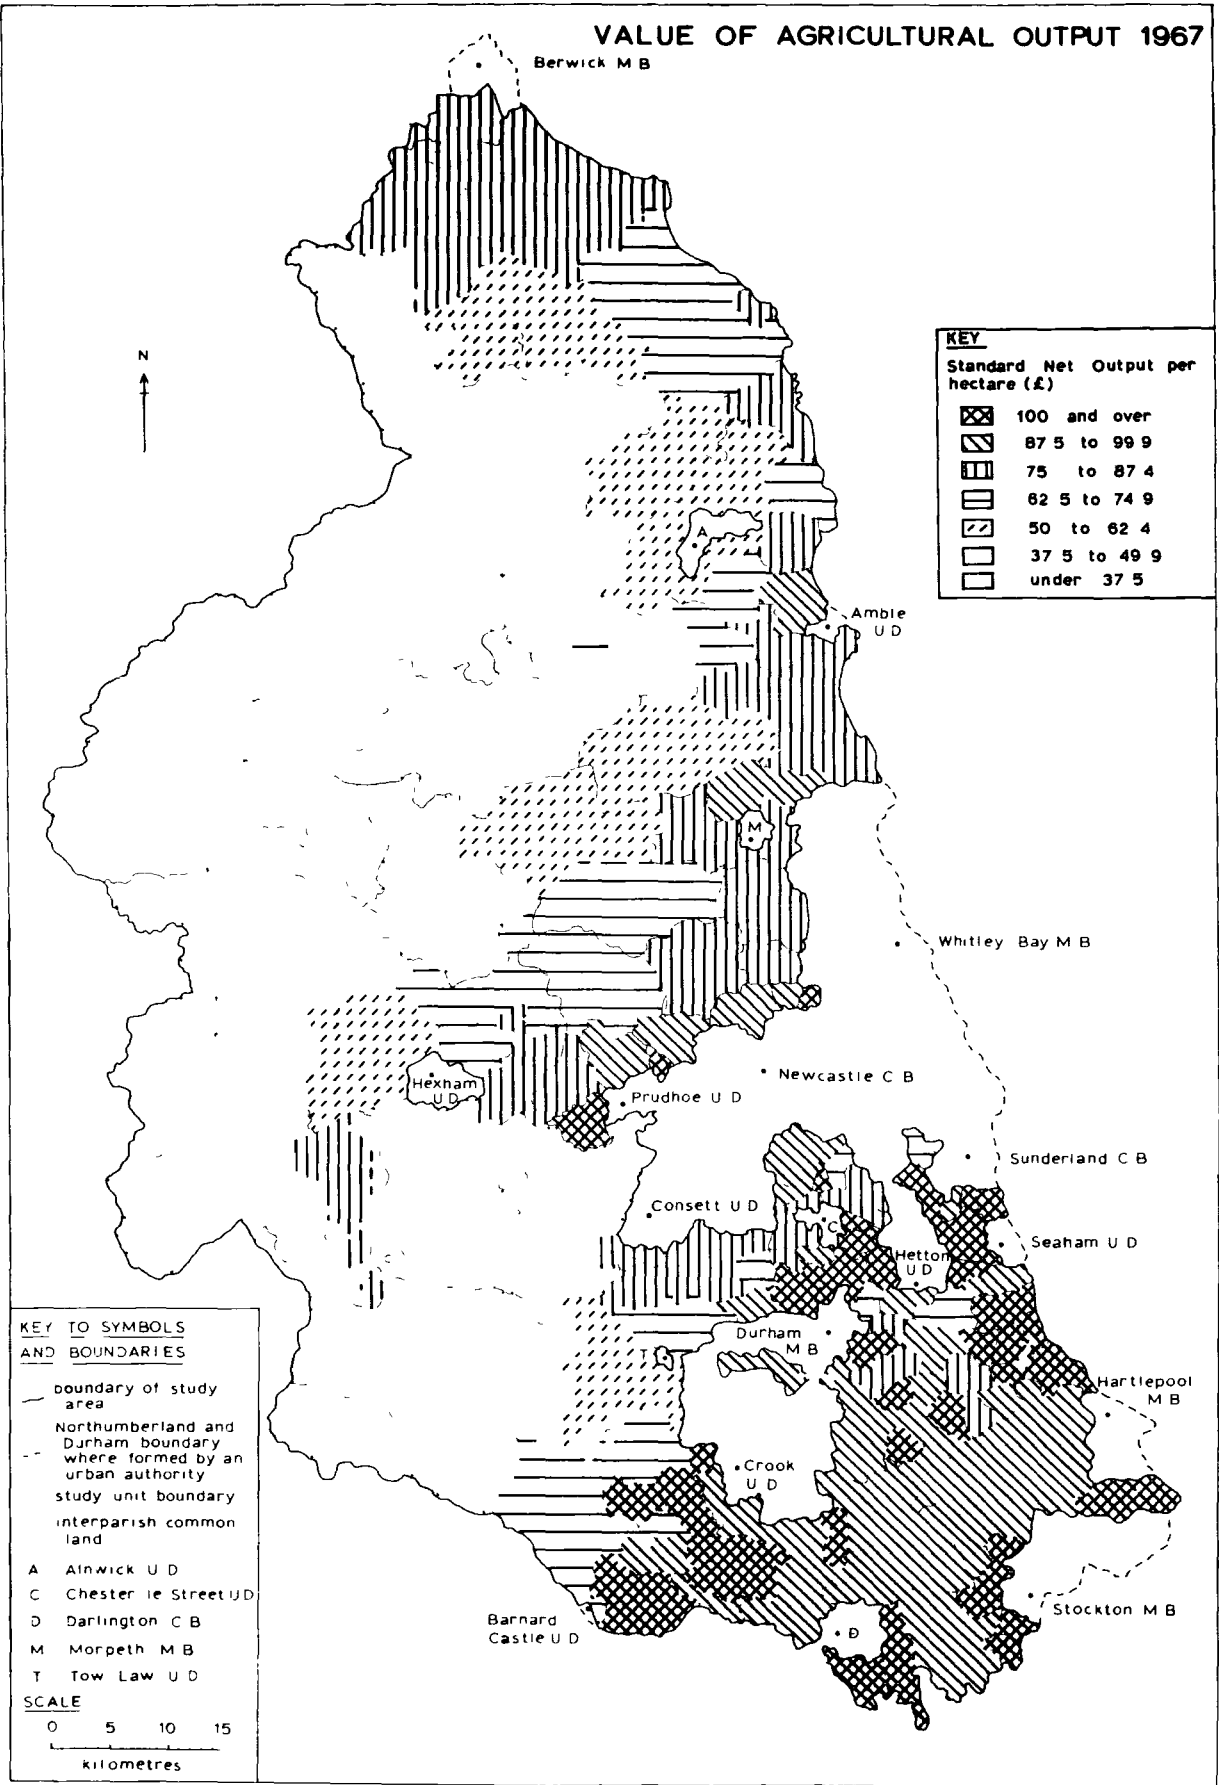 VALUE OF AGRICULTURAL OUTPUT 1967
Berwick M B
N
KEY
Standard Net Output per
hectare (£)
100 and over
87 5 to 99 9
75 to 87 4
62 5 to 74 9
50 to 62 4
37 5 to 49 9
under 37 5
A
Amble
U D
M
Whitley Bay M B
Newcastle C B
Hexham
U D
Prudhoe U D
Sunderland C B
Consett U D
C
Seaham U D
Hetton
U D
Durham
M B
T
Hartlepool
M B
Crook
U D
Stockton M B
Barnard
Castle U D
D
KEY TO SYMBOLS
AND BOUNDARIES
boundary of study
area
Northumberland and
Durham boundary
where formed by an
urban authority
study unit boundary
interparish common
land
A Alnwick U D
C Chester le Street U D
D Darlington C B
M Morpeth M B
T Tow Law U D
SCALE
0 5 10 15
kilometres